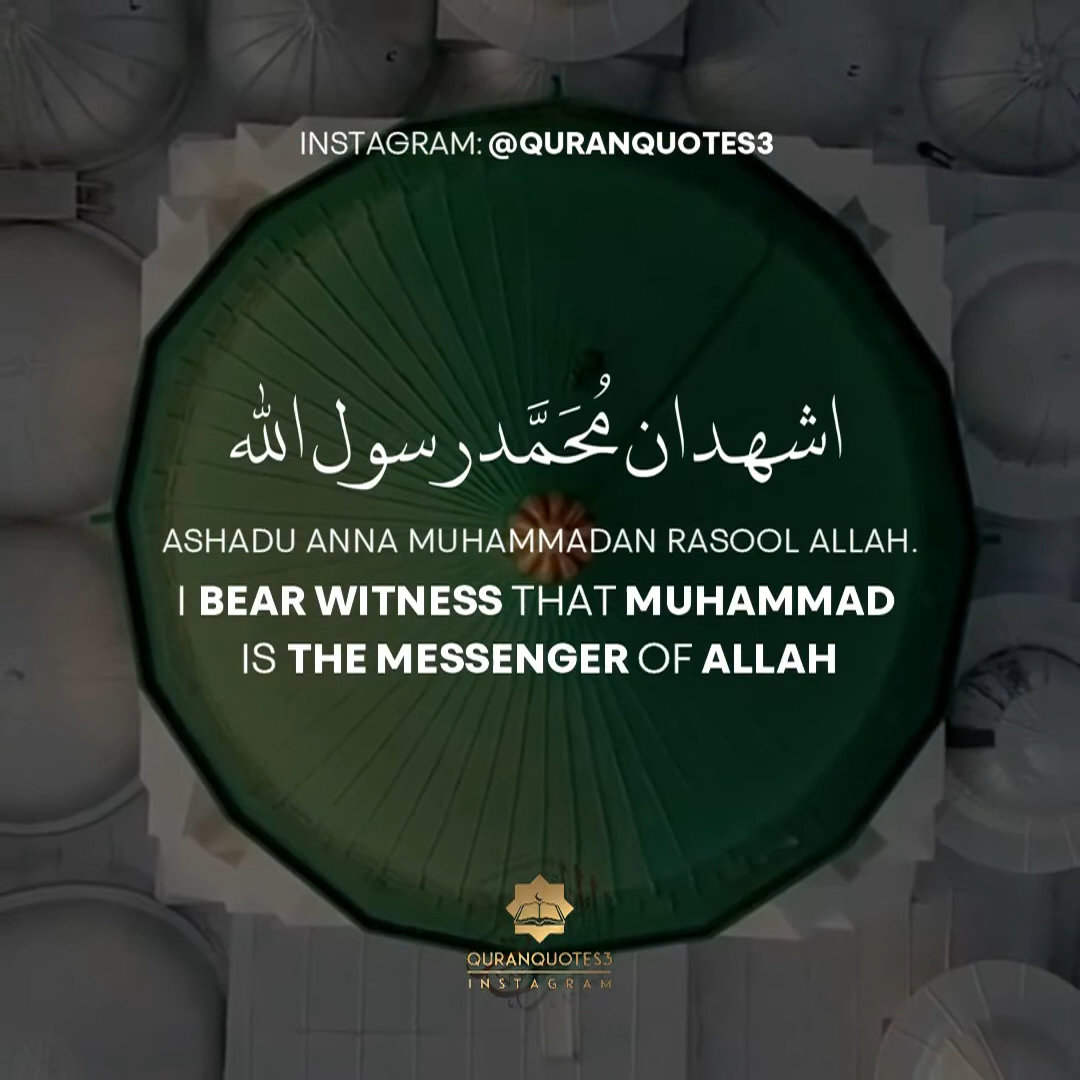 INSTAGRAM: @QURANQUOTES3
اشهدان مُحَمَّدرسول الله
ASHADU ANNA MUHAMMADAN RASOOL ALLAH.
I BEAR WITNESS THAT MUHAMMAD
IS THE MESSENGER OF ALLAH
QURANQUOTES3
INSTAGRAM